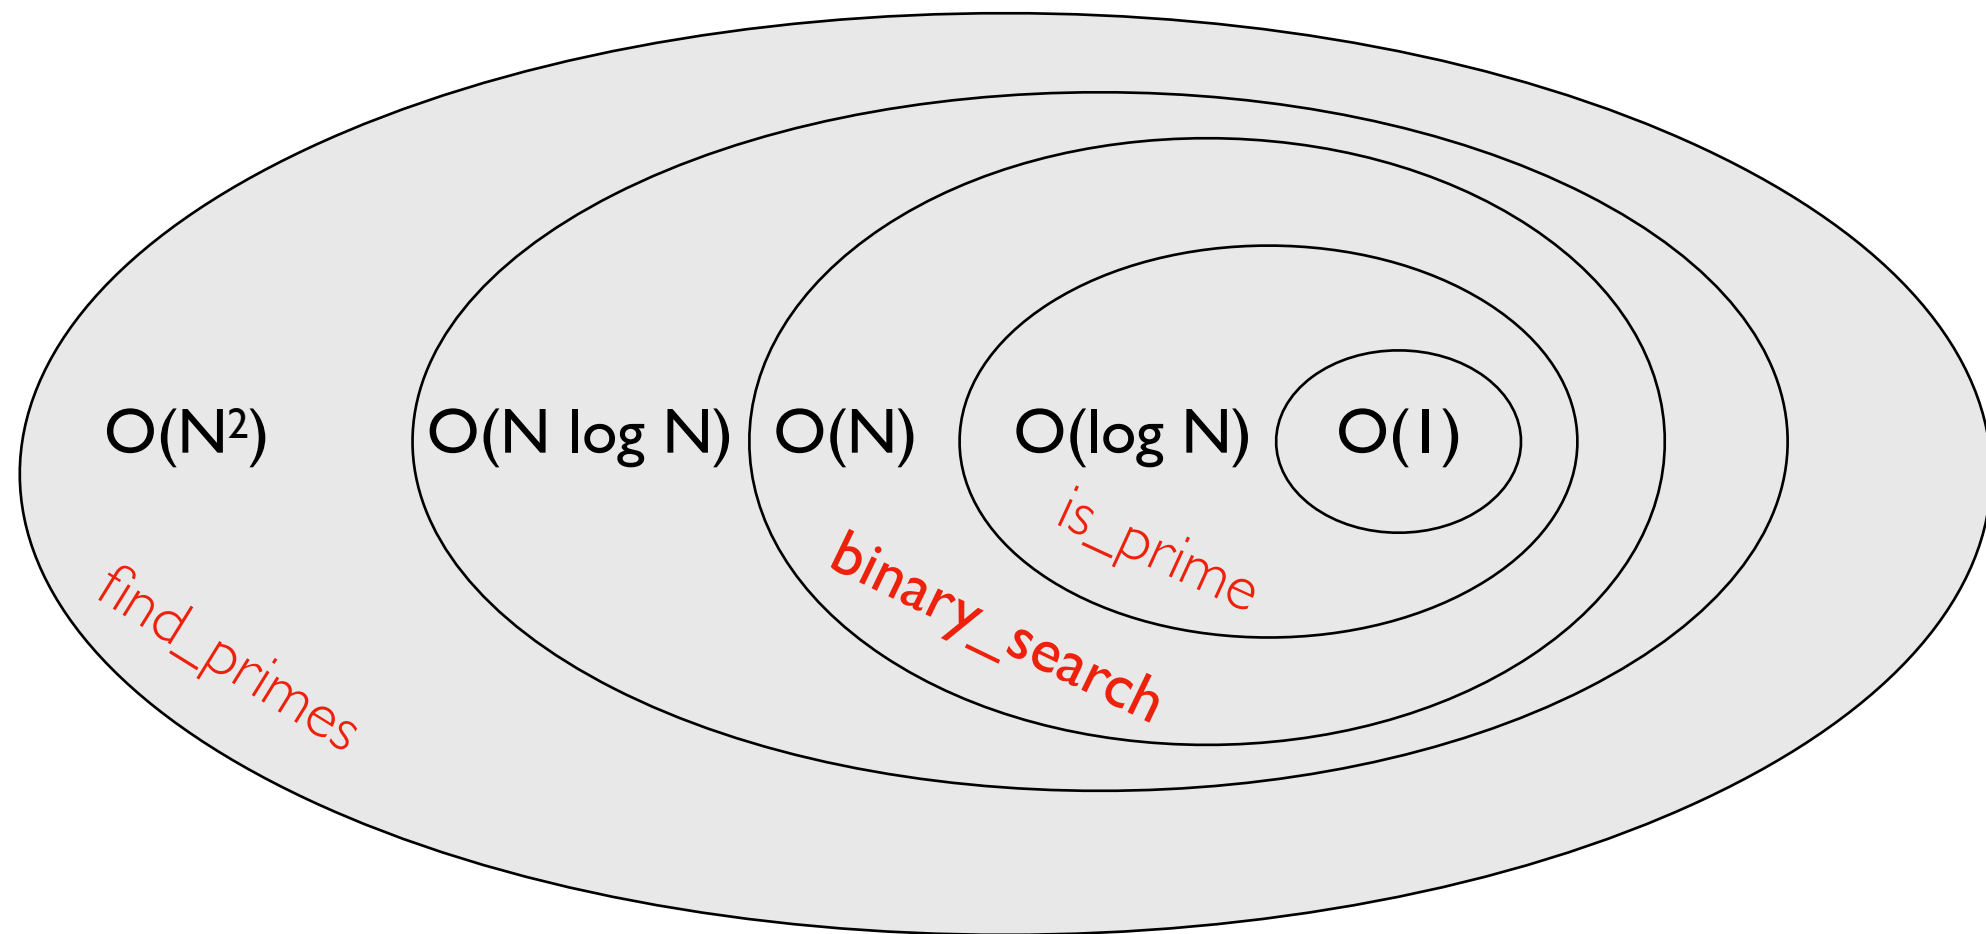 O(N²)
O(N log N)
O(N)
O(log N)
O(1)
is_prime
binary_search
find_primes